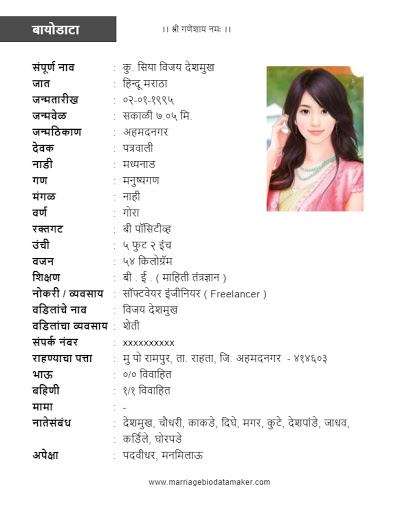 बायोडाटा
।। श्री गणेशाय नमः ।।
संपूर्ण नाव : कु. सिया विजय देशमुख
जात : हिन्दू मराठा
जन्मतारीख : ०२-०१-१९९५
जन्मवेळ : सकाळी ७.०५ मि.
जन्मठिकाण : अहमदनगर
देवक : पत्रवाली
नाडी : मध्यनाड
गण : मनुष्यगण
मंगळ : नाही
वर्ण : गोरा
रक्तगट : बी पॉसिटीव्ह
उंची : ५ फुट २ इंच
वजन : ५४ किलोग्रॅम
शिक्षण : बी . ई . ( माहिती तंत्रज्ञान )
नोकरी / व्यवसाय : सॉफ्टवेयर इंजीनियर ( Freelancer )
वडिलांचे नाव : विजय देशमुख
वडिलांचा व्यवसाय : शेती
संपर्क नंबर : xxxxxxxxxx
राहण्याचा पत्ता : मु पो रामपुर, ता. राहता, जि. अहमदनगर - ४१४६०३
भाऊ : ०/० विवाहित
बहिणी : १/१ विवाहित
मामा : -
नातेसंबंध : देशमुख, चौधरी, काकडे, दिघे, मगर, कुटे, देशपांडे, जाधव,
: कर्डिले, घोरपडे
अपेक्षा : पदवीधर, मनमिलाऊ
www.marriagebiodatamaker.com